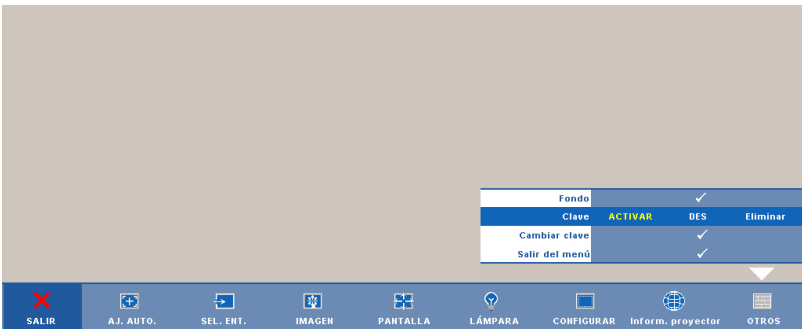 Fondo
Clave ACTIVAR DES Eliminar
Cambiar clave
Salir del menú
SALIR AJ. AUTO. SEL. ENT. IMAGEN PANTALLA LÁMPARA CONFIGURAR Inform. proyector OTROS